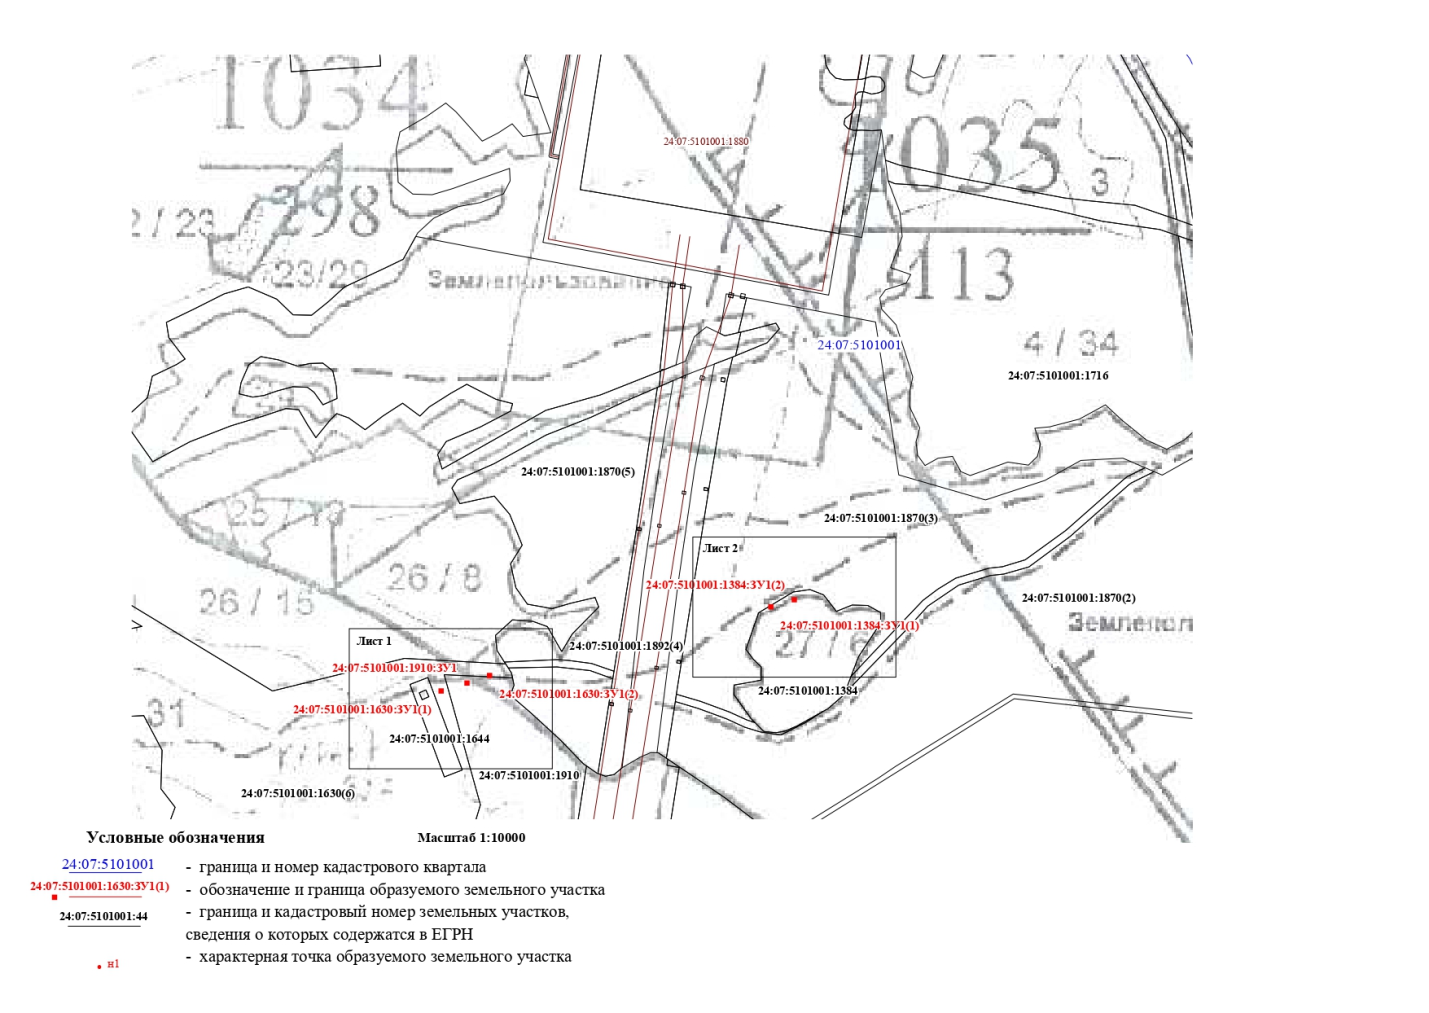 1034
24:07:5101001:1880
1035
3
298
2 / 23
23/29
Землепользование
113
24:07:5101001
4 / 34
24:07:5101001:1716
24:07:5101001:1870(5)
24:07:5101001:1870(3)
Лист 2
26 / 8
24:07:5101001:1384:ЗУ1(2)
26 / 15
24:07:5101001:1870(2)
24:07:5101001:1384:ЗУ1(1)
27 / 6
Землепол
Лист 1
24:07:5101001:1892(4)
24:07:5101001:1910:ЗУ1
24:07:5101001:1630:ЗУ1(2)
24:07:5101001:1384
24:07:5101001:1630:ЗУ1(1)
31
24:07:5101001:1644
24:07:5101001:1910
24:07:5101001:1630(6)
Условные обозначения
Масштаб 1:10000
24:07:5101001 - граница и номер кадастрового квартала
24:07:5101001:1630:ЗУ1(1) - обозначение и граница образуемого земельного участка
24:07:5101001:44 - граница и кадастровый номер земельных участков,
сведения о которых содержатся в ЕГРН
н1 - характерная точка образуемого земельного участка